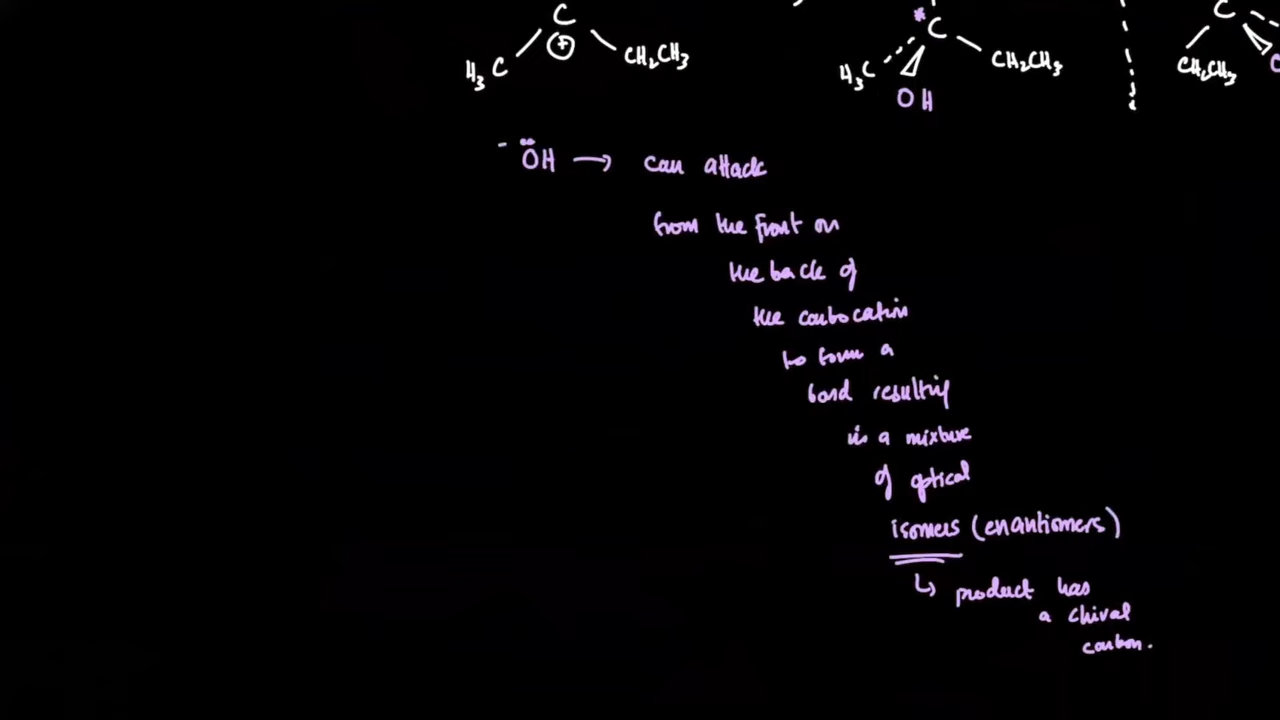 C * C C
H₃C ⊕ CH₂CH₃ H₃C CH₂CH₃ CH₂CH₃
OH
⁻ ÖH → can attack
from the front or
the back of
the carbocation
to form a
bond resulting
in a mixture
of optical
isomers (enantiomers)
↳ product has
a chiral
carbon.